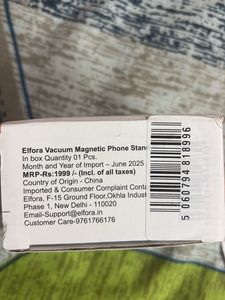 Elfora Vacuum Magnetic Phone Stand
In box Quantity 01 Pcs.
Month and Year of Import – June 2025
MRP-Rs:1999 /- (Incl. of all taxes)
Country of Origin - China
Imported & Consumer Complaint
Elfora, F-15 Ground Floor,Okhla
Phase 1, New Delhi - 110020
Email-Support@elfora.in
Customer Care-9761766176
5 060794 818996